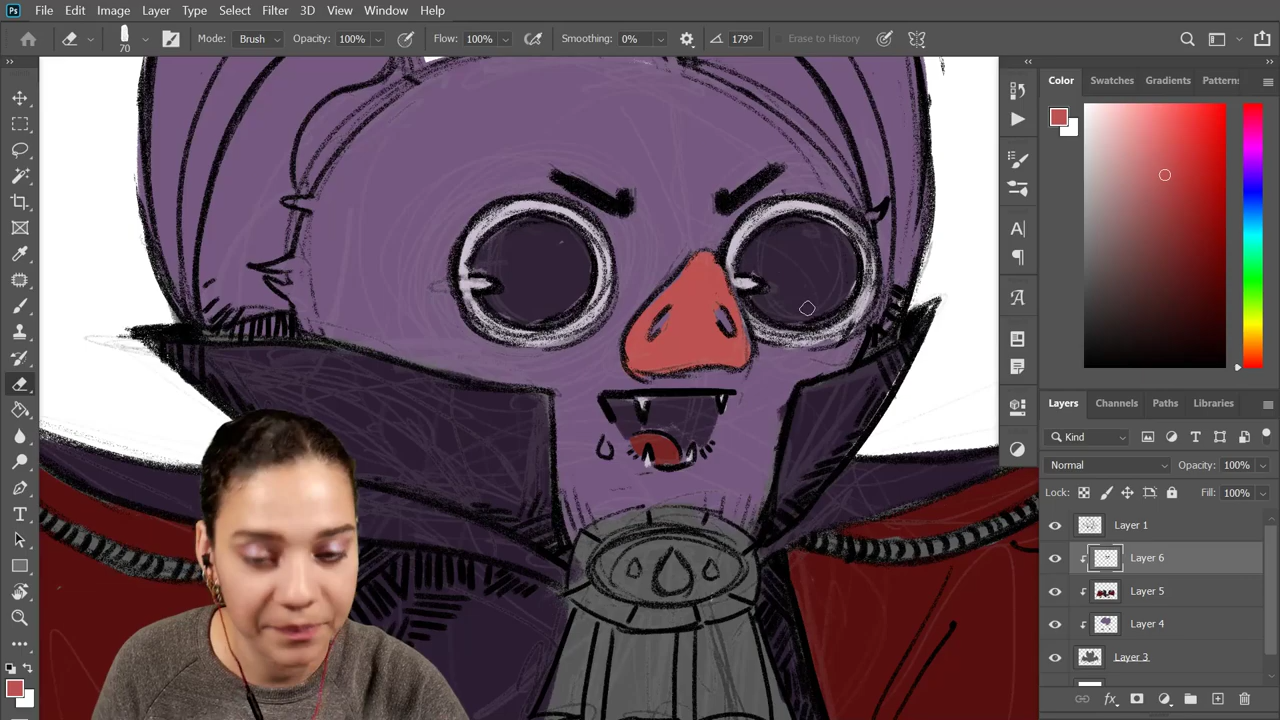 Ps File Edit Image Layer Type Select Filter 3D View Window Help
70 Mode: Brush Opacity: 100% Flow: 100% Smoothing: 0% 179° Erase to History
Color Swatches Gradients Patterns
Layers Channels Paths Libraries
Kind
Normal Opacity: 100%
Lock: Fill: 100%
Layer 1
Layer 6
Layer 5
Layer 4
Layer 3